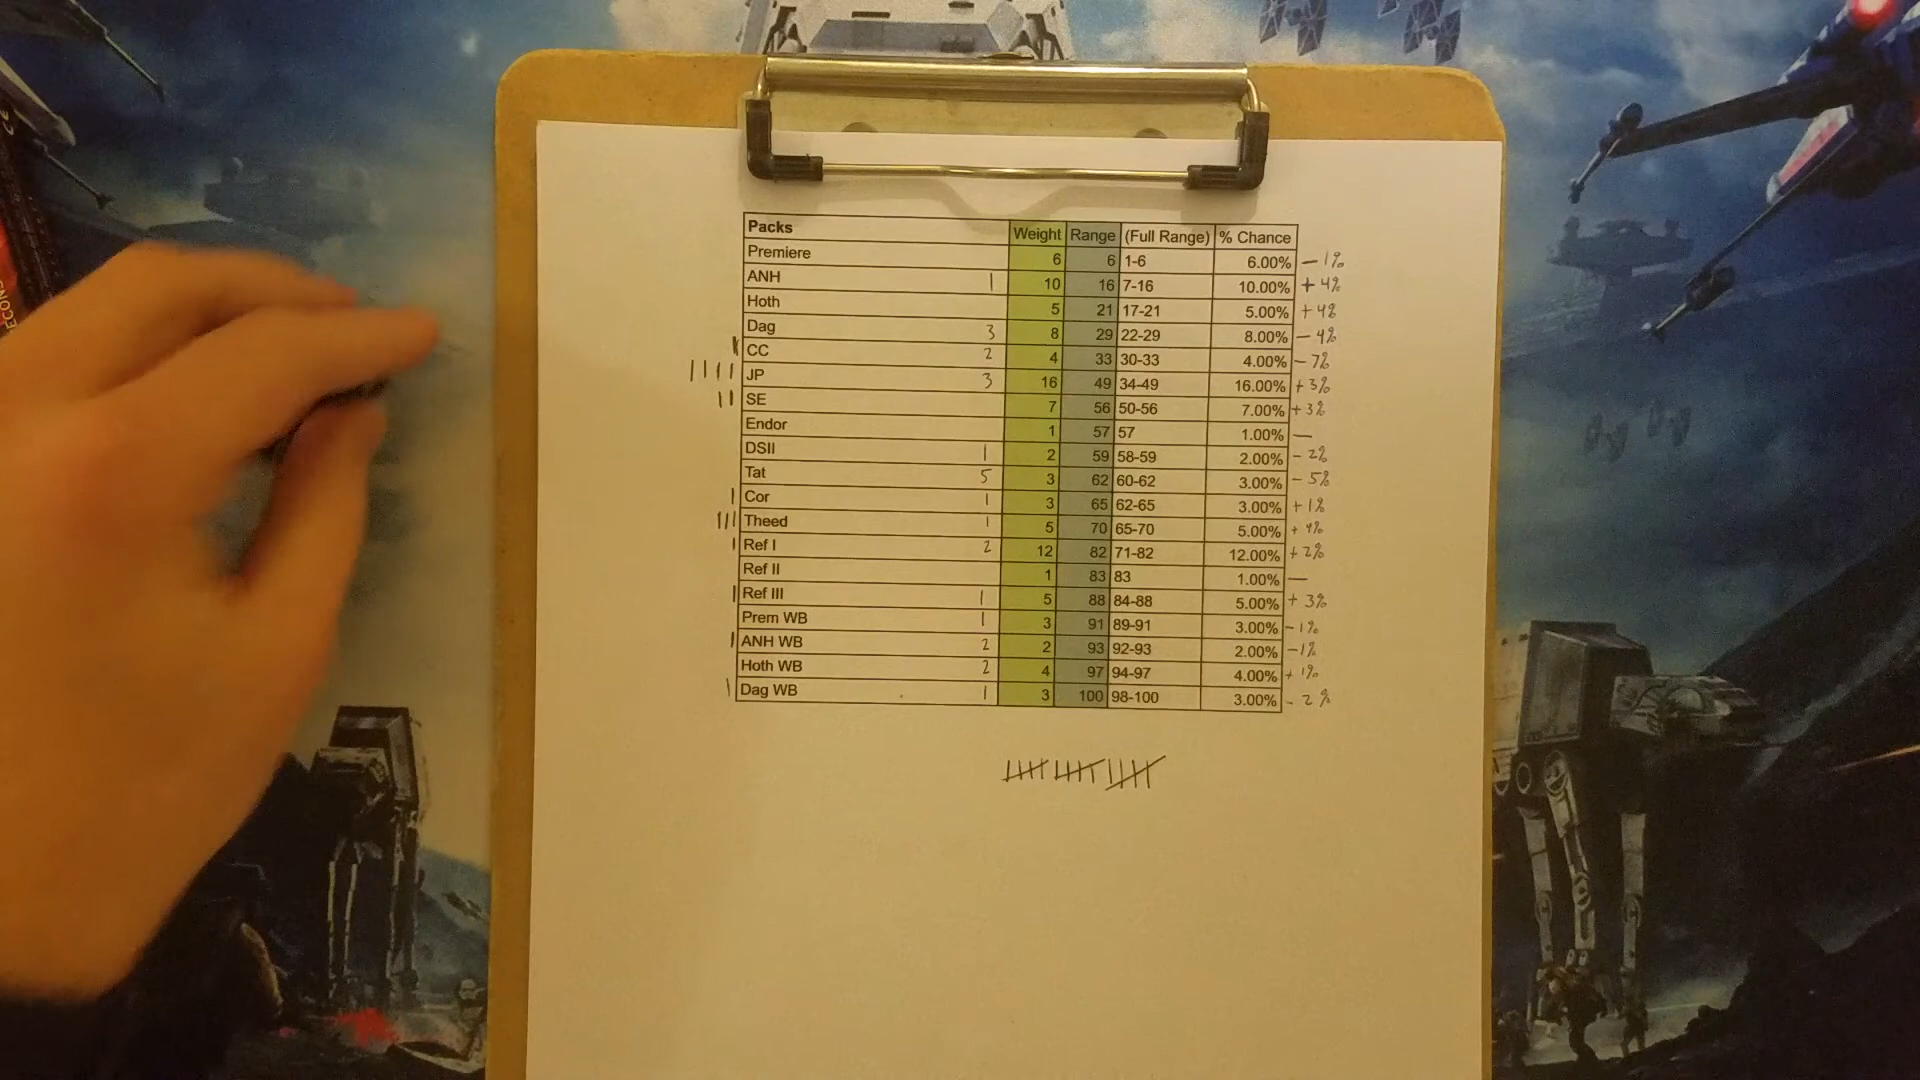 Packs Weight Range (Full Range) % Chance
Premiere 6 6 1-6 6.00% - 1%
ANH 1 10 16 7-16 10.00% + 4%
Hoth 5 21 17-21 5.00% + 4%
Dag 3 8 29 22-29 8.00% - 4%
CC 2 4 33 30-33 4.00% - 7%
JP 3 16 49 34-49 16.00% + 3%
SE 7 56 50-56 7.00% + 3%
Endor 1 57 57 1.00% —
DSII 1 2 59 58-59 2.00% - 2%
Tat 5 3 62 60-62 3.00% - 5%
Cor 1 3 65 62-65 3.00% + 1%
Theed 1 5 70 65-70 5.00% + 4%
Ref I 2 12 82 71-82 12.00% + 2%
Ref II 1 83 83 1.00% —
Ref III 1 5 88 84-88 5.00% + 3%
Prem WB 1 3 91 89-91 3.00% - 1%
ANH WB 2 2 93 92-93 2.00% - 1%
Hoth WB 2 4 97 94-97 4.00% + 1%
Dag WB 1 3 100 98-100 3.00% - 2%